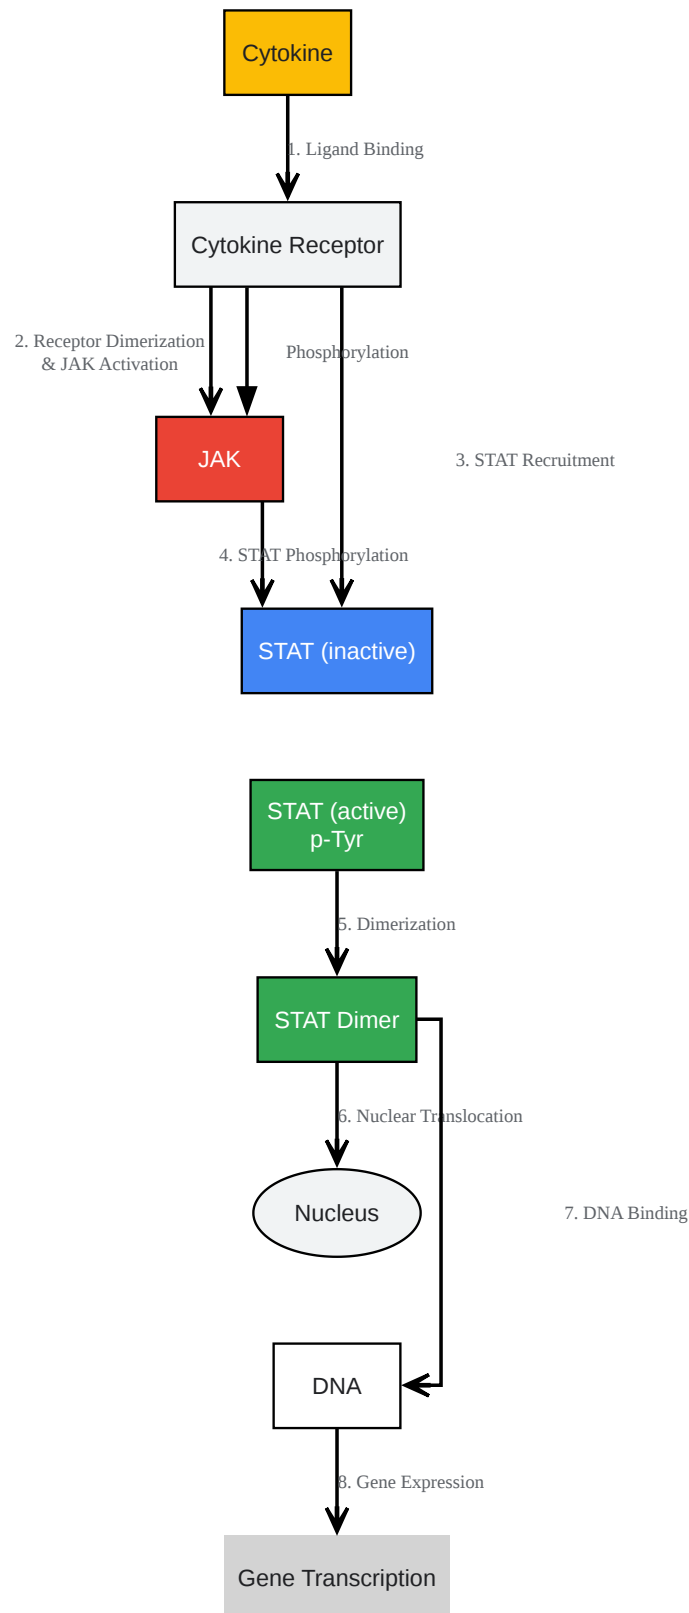 Cytokine
1. Ligand Binding
Cytokine Receptor
2. Receptor Dimerization
& JAK Activation
Phosphorylation
JAK
3. STAT Recruitment
4. STAT Phosphorylation
STAT (inactive)
STAT (active)
p-Tyr
5. Dimerization
STAT Dimer
6. Nuclear Translocation
Nucleus
7. DNA Binding
DNA
8. Gene Expression
Gene Transcription